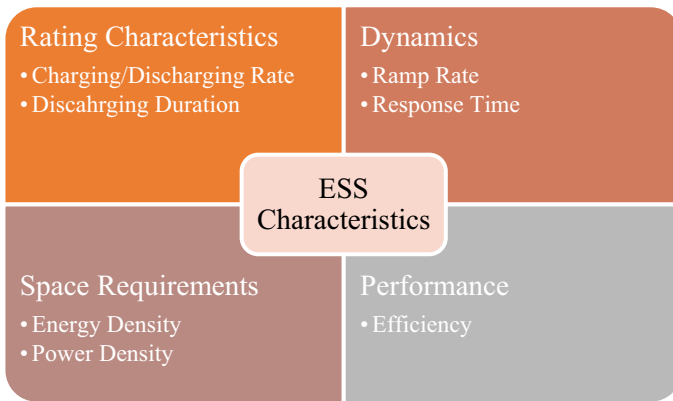 Rating Characteristics
• Charging/Discharging Rate
• Discahrging Duration
Dynamics
• Ramp Rate
• Response Time
ESS
Characteristics
Space Requirements
• Energy Density
• Power Density
Performance
• Efficiency